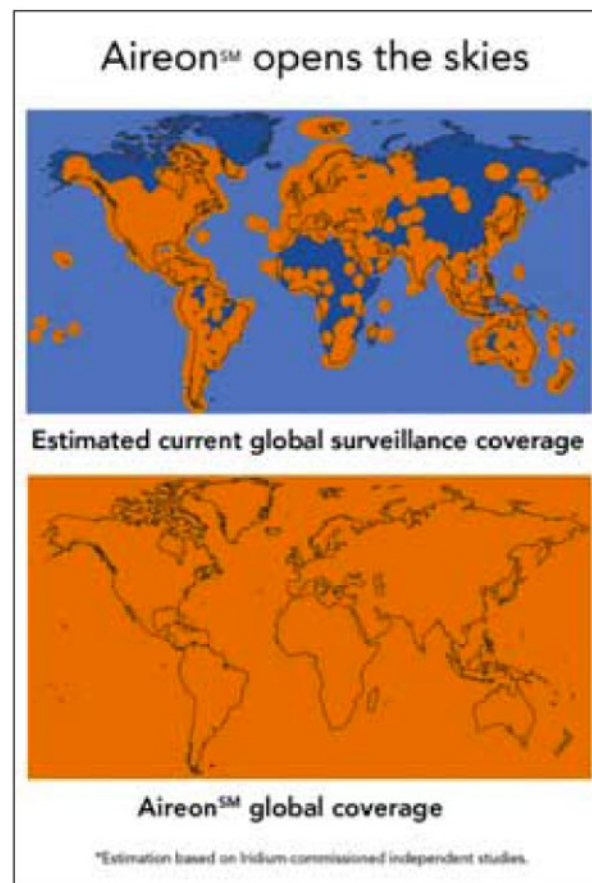 Aireon℠ opens the skies
Estimated current global surveillance coverage
Aireon℠ global coverage
*Estimation based on Iridium-commissioned independent studies.